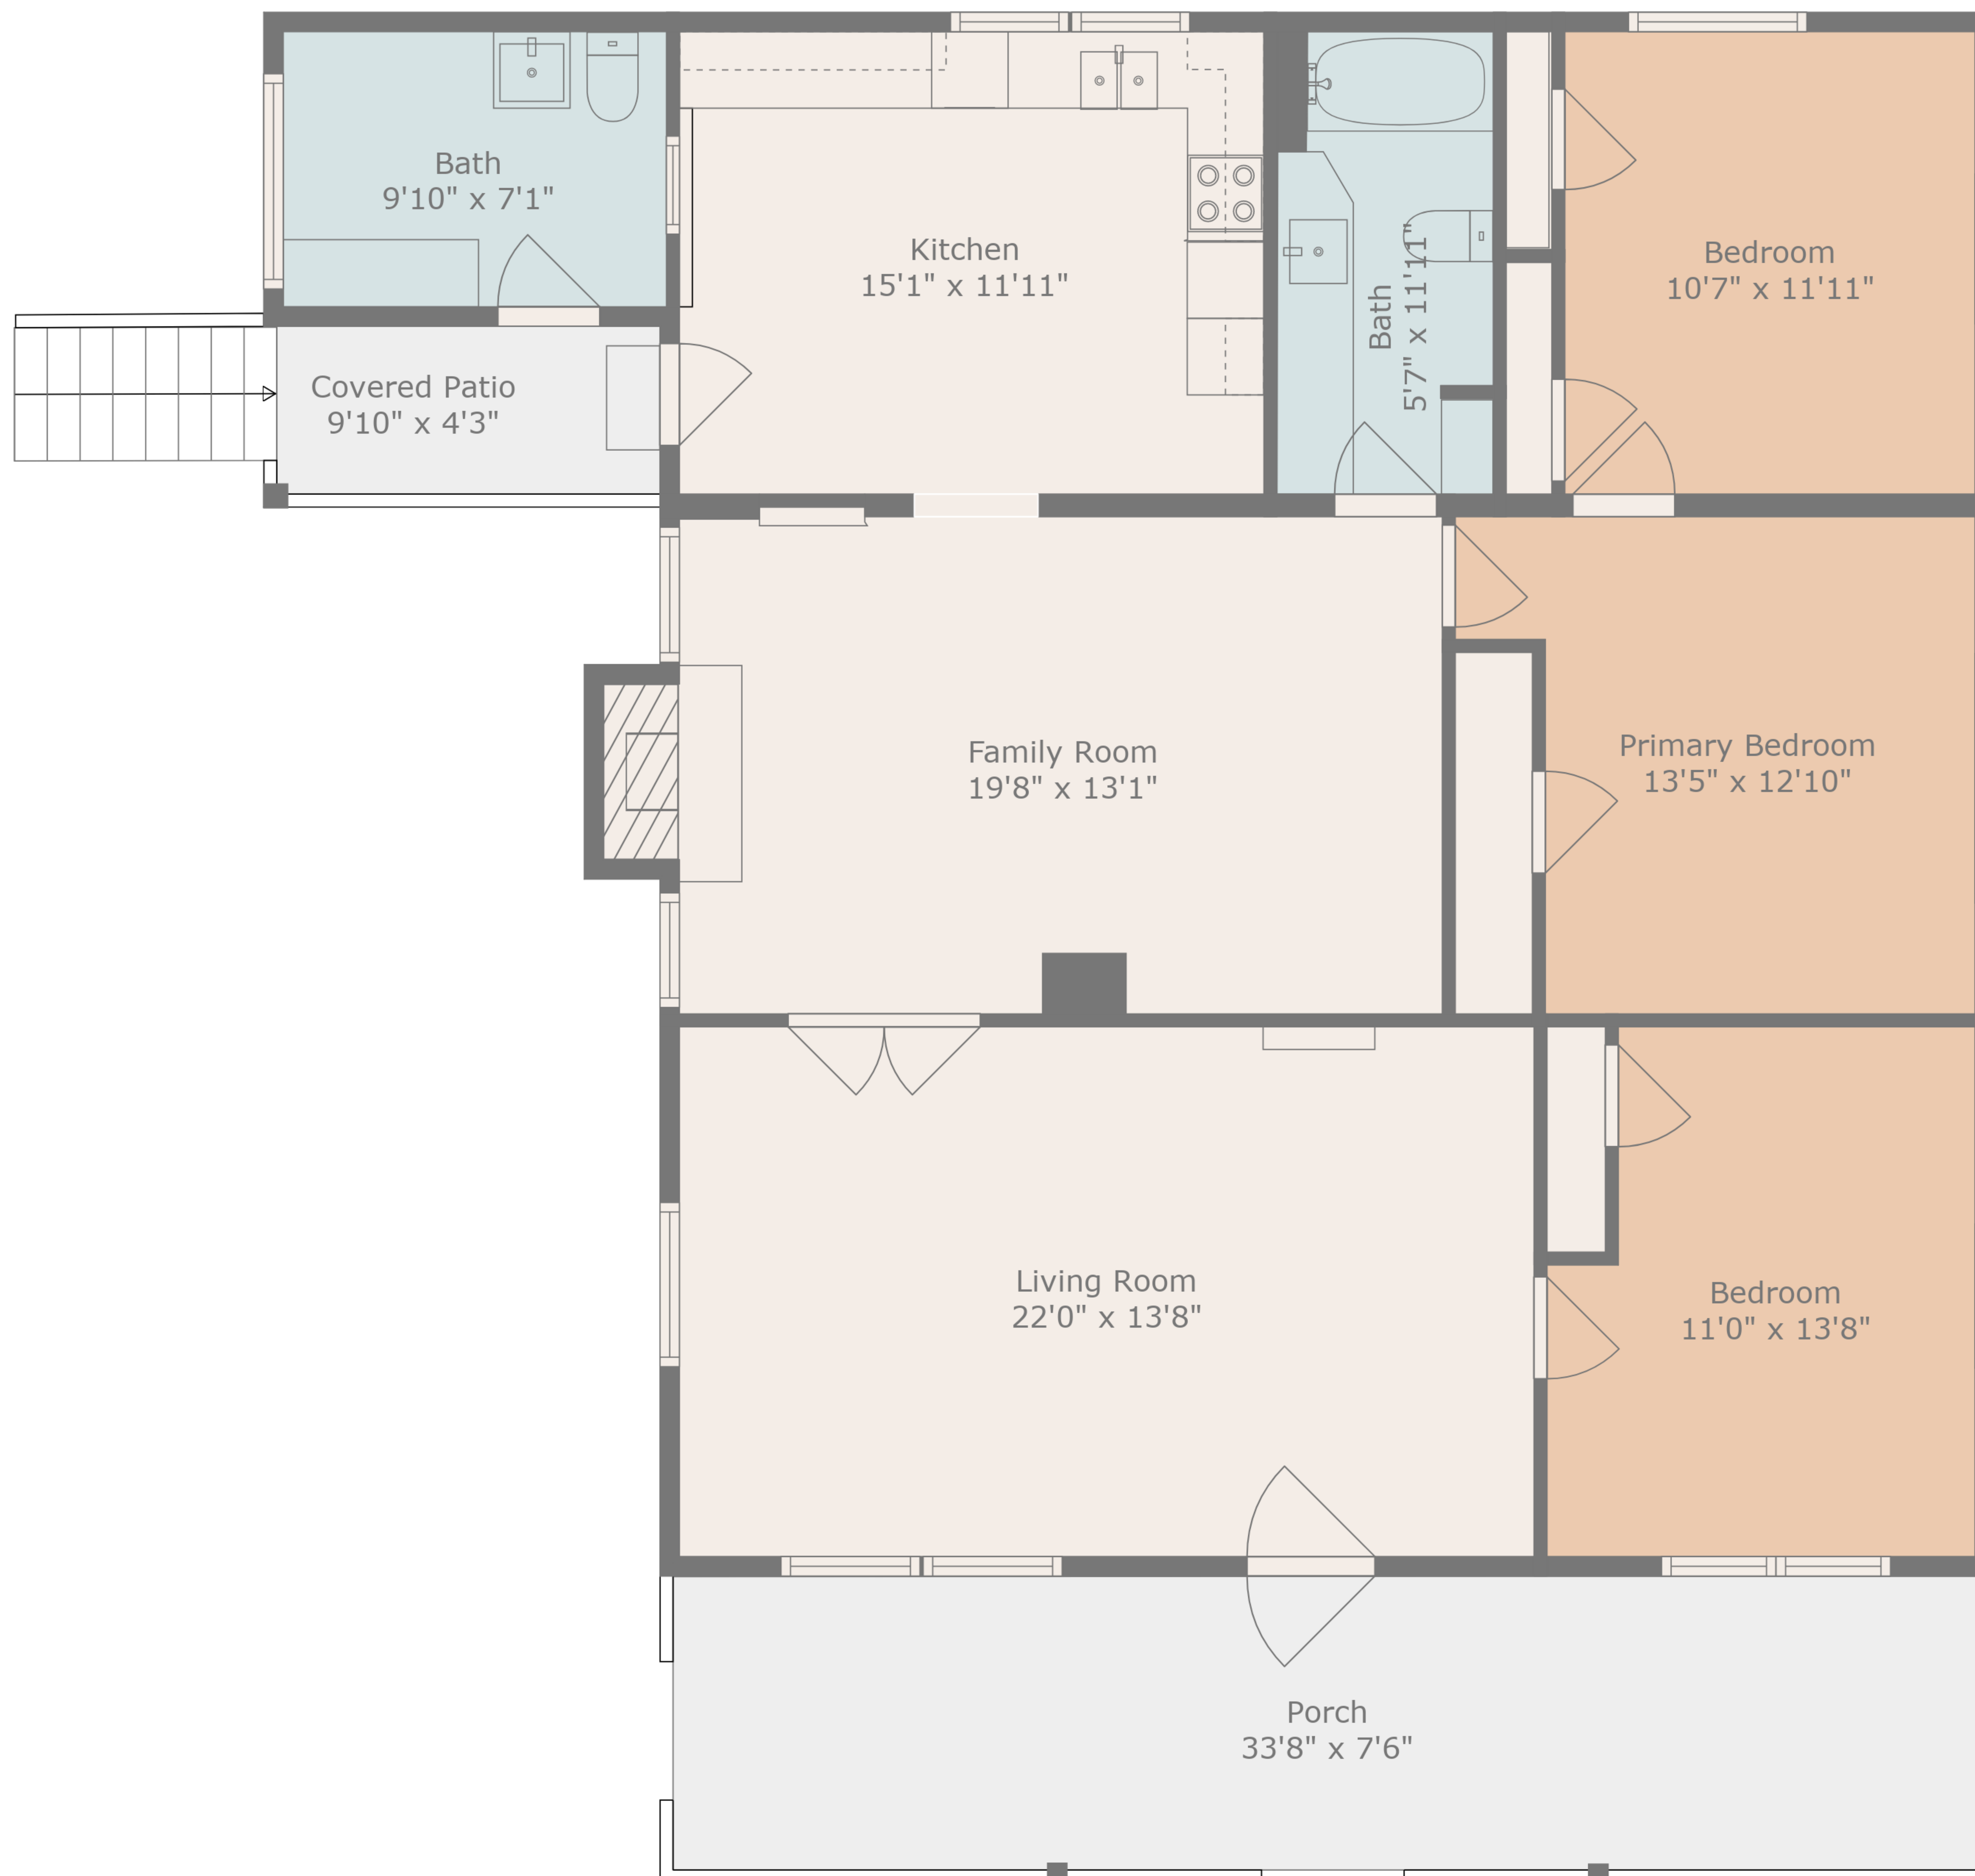 Bath
9'10" x 7'1"
Kitchen
15'1" x 11'11"
Bath
5'7" x 11'11"
Bedroom
10'7" x 11'11"
Covered Patio
9'10" x 4'3"
Family Room
19'8" x 13'1"
Primary Bedroom
13'5" x 12'10"
Living Room
22'0" x 13'8"
Bedroom
11'0" x 13'8"
Porch
33'8" x 7'6"